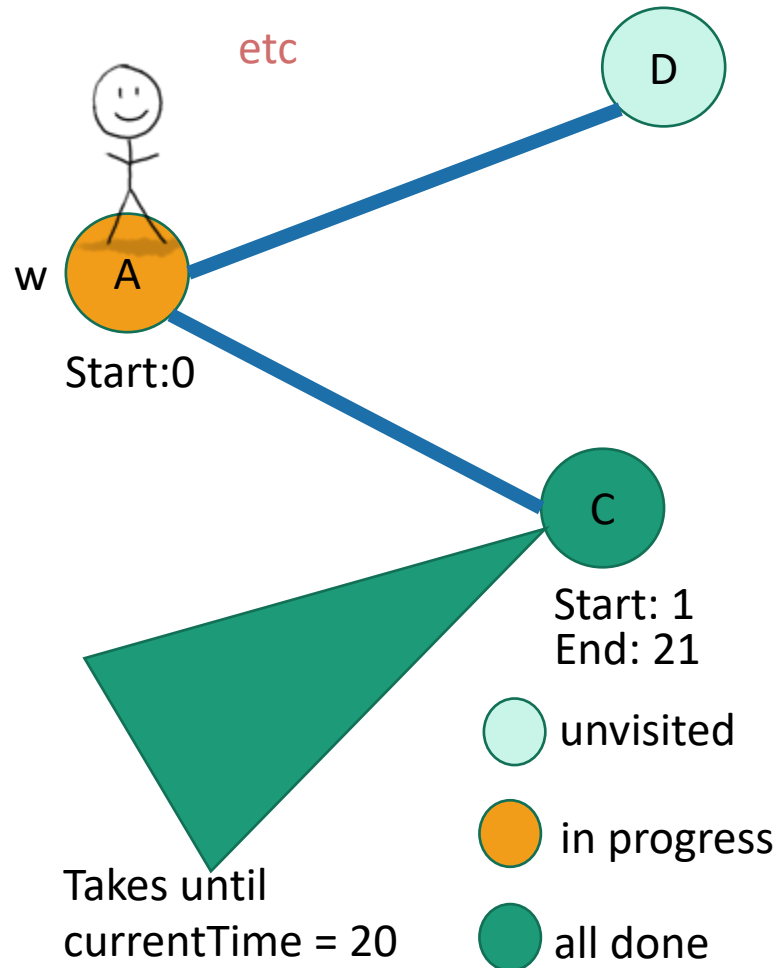 etc
D
w
A
Start:0
C
Start: 1
End: 21
unvisited
in progress
Takes until
currentTime = 20
all done